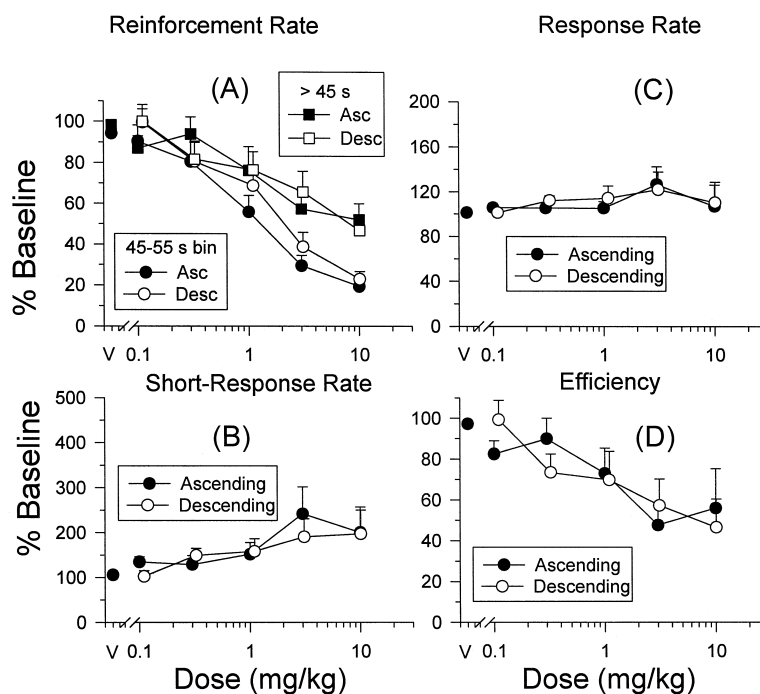 Reinforcement Rate
Response Rate
(A)
> 45 s
Asc
Desc
45-55 s bin
Asc
Desc
% Baseline
100
80
60
40
20
0
V
0.1
1
10
(C)
200
160
120
80
40
0
Ascending
Descending
V
0.1
1
10
Short-Response Rate
Efficiency
(B)
500
400
300
250
200
100
0
% Baseline
Ascending
Descending
V
0.1
1
10
Dose (mg/kg)
(D)
100
80
60
40
20
0
Ascending
Descending
V
0.1
1
10
Dose (mg/kg)